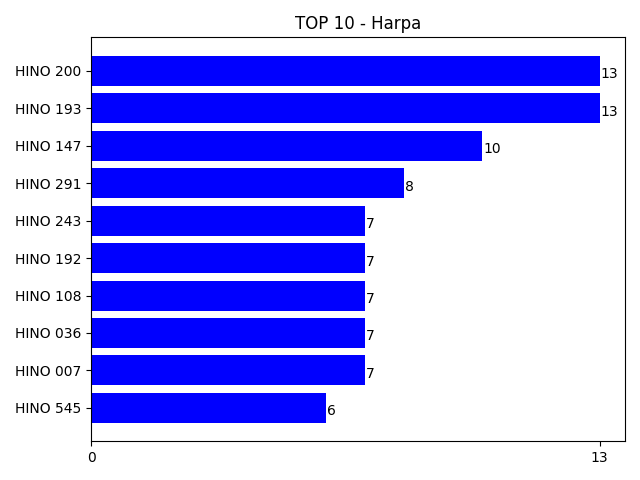 TOP 10 - Harpa
HINO 200 13
HINO 193 13
HINO 147 10
HINO 291 8
HINO 243 7
HINO 192 7
HINO 108 7
HINO 036 7
HINO 007 7
HINO 545 6
0 13